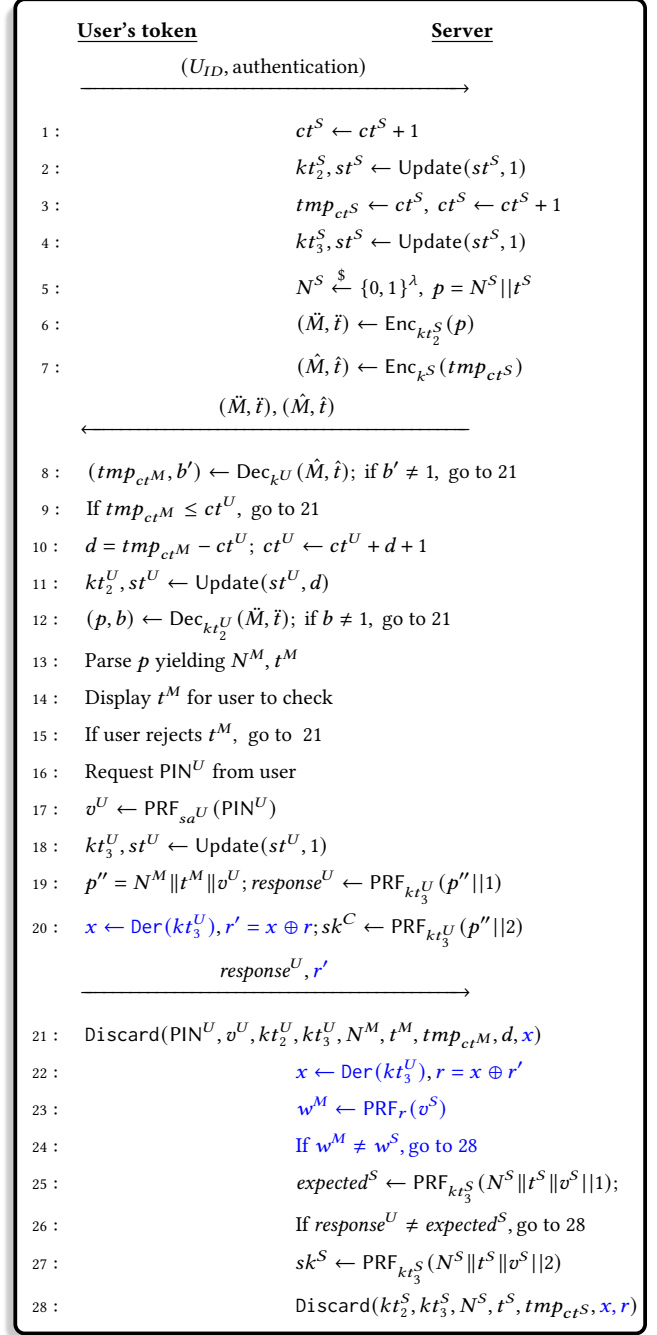 User's token Server
(U_{ID}, authentication)
1 : ct^S ← ct^S + 1
2 : kt_2^S, st^S ← Update(st^S, 1)
3 : tmp_{ct^S} ← ct^S, ct^S ← ct^S + 1
4 : kt_3^S, st^S ← Update(st^S, 1)
5 : N^S ←$ {0, 1}^λ, p = N^S||t^S
6 : (M̈, ẗ) ← Enc_{kt_2^S}(p)
7 : (M̂, t̂) ← Enc_{k^S}(tmp_{ct^S})
(M̈, ẗ), (M̂, t̂)
8 : (tmp_{ct^M}, b′) ← Dec_{k^U}(M̂, t̂); if b′ ≠ 1, go to 21
9 : If tmp_{ct^M} ≤ ct^U, go to 21
10 : d = tmp_{ct^M} − ct^U; ct^U ← ct^U + d + 1
11 : kt_2^U, st^U ← Update(st^U, d)
12 : (p, b) ← Dec_{kt_2^U}(M̈, ẗ); if b ≠ 1, go to 21
13 : Parse p yielding N^M, t^M
14 : Display t^M for user to check
15 : If user rejects t^M, go to 21
16 : Request PIN^U from user
17 : v^U ← PRF_{sa^U}(PIN^U)
18 : kt_3^U, st^U ← Update(st^U, 1)
19 : p″ = N^M∥t^M∥v^U; response^U ← PRF_{kt_3^U}(p″||1)
20 : x ← Der(kt_3^U), r′ = x ⊕ r; sk^C ← PRF_{kt_3^U}(p″||2)
response^U, r′
21 : Discard(PIN^U, v^U, kt_2^U, kt_3^U, N^M, t^M, tmp_{ct^M}, d, x)
22 : x ← Der(kt_3^U), r = x ⊕ r′
23 : w^M ← PRF_r(v^S)
24 : If w^M ≠ w^S, go to 28
25 : expected^S ← PRF_{kt_3^S}(N^S∥t^S∥v^S||1);
26 : If response^U ≠ expected^S, go to 28
27 : sk^S ← PRF_{kt_3^S}(N^S∥t^S∥v^S||2)
28 : Discard(kt_2^S, kt_3^S, N^S, t^S, tmp_{ct^S}, x, r)